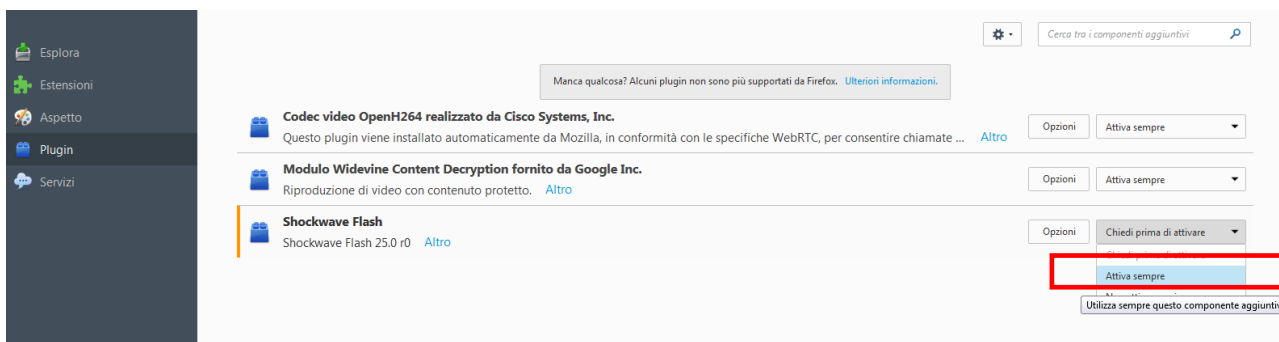 Cerca tra i componenti aggiuntivi
Esplora
Estensioni
Aspetto
Plugin
Servizi
Manca qualcosa? Alcuni plugin non sono più supportati da Firefox. Ulteriori informazioni.
Codec video OpenH264 realizzato da Cisco Systems, Inc.
Questo plugin viene installato automaticamente da Mozilla, in conformità con le specifiche WebRTC, per consentire chiamate ... Altro
Opzioni
Attiva sempre
Modulo Widevine Content Decryption fornito da Google Inc.
Riproduzione di video con contenuto protetto. Altro
Opzioni
Attiva sempre
Shockwave Flash
Shockwave Flash 25.0 r0 Altro
Opzioni
Chiedi prima di attivare
Chiedi prima di attivare
Attiva sempre
Utilizza sempre questo componente aggiuntiv